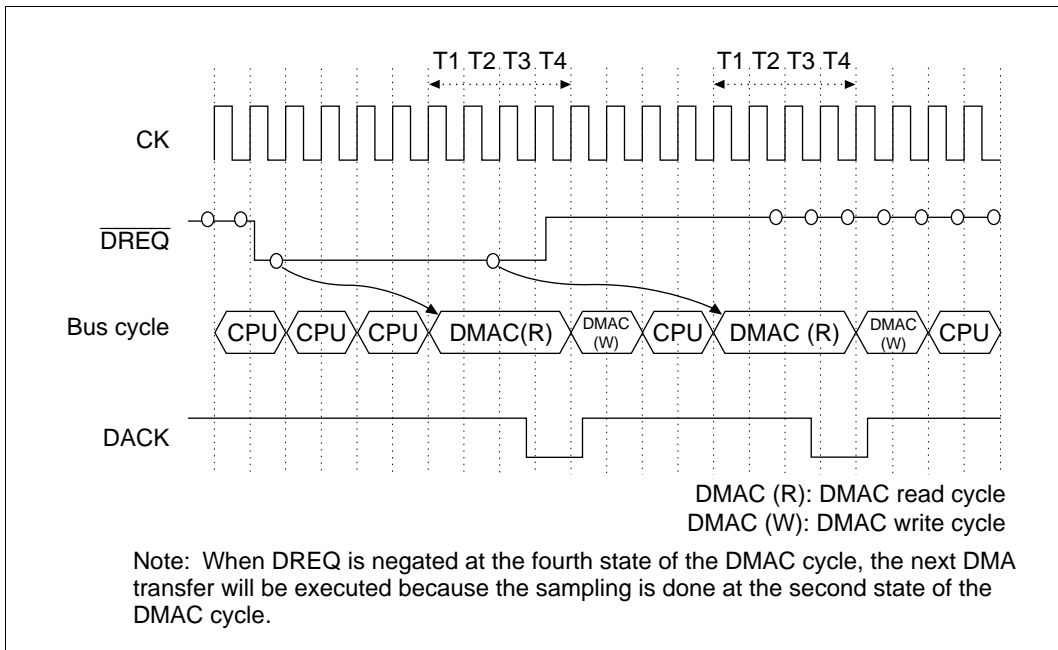 T1 T2 T3 T4 T1 T2 T3 T4
CK
DREQ
Bus cycle CPU CPU CPU DMAC(R) DMAC (W) CPU DMAC (R) DMAC (W) CPU
DACK
DMAC (R): DMAC read cycle
DMAC (W): DMAC write cycle
Note: When DREQ is negated at the fourth state of the DMAC cycle, the next DMA
transfer will be executed because the sampling is done at the second state of the
DMAC cycle.